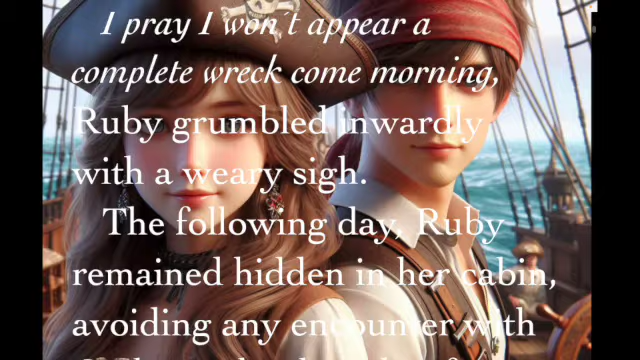 I pray I won´t appear a
complete wreck come morning,
Ruby grumbled inwardly
with a weary sigh.
The following day, Ruby
remained hidden in her cabin,
avoiding any encounter with